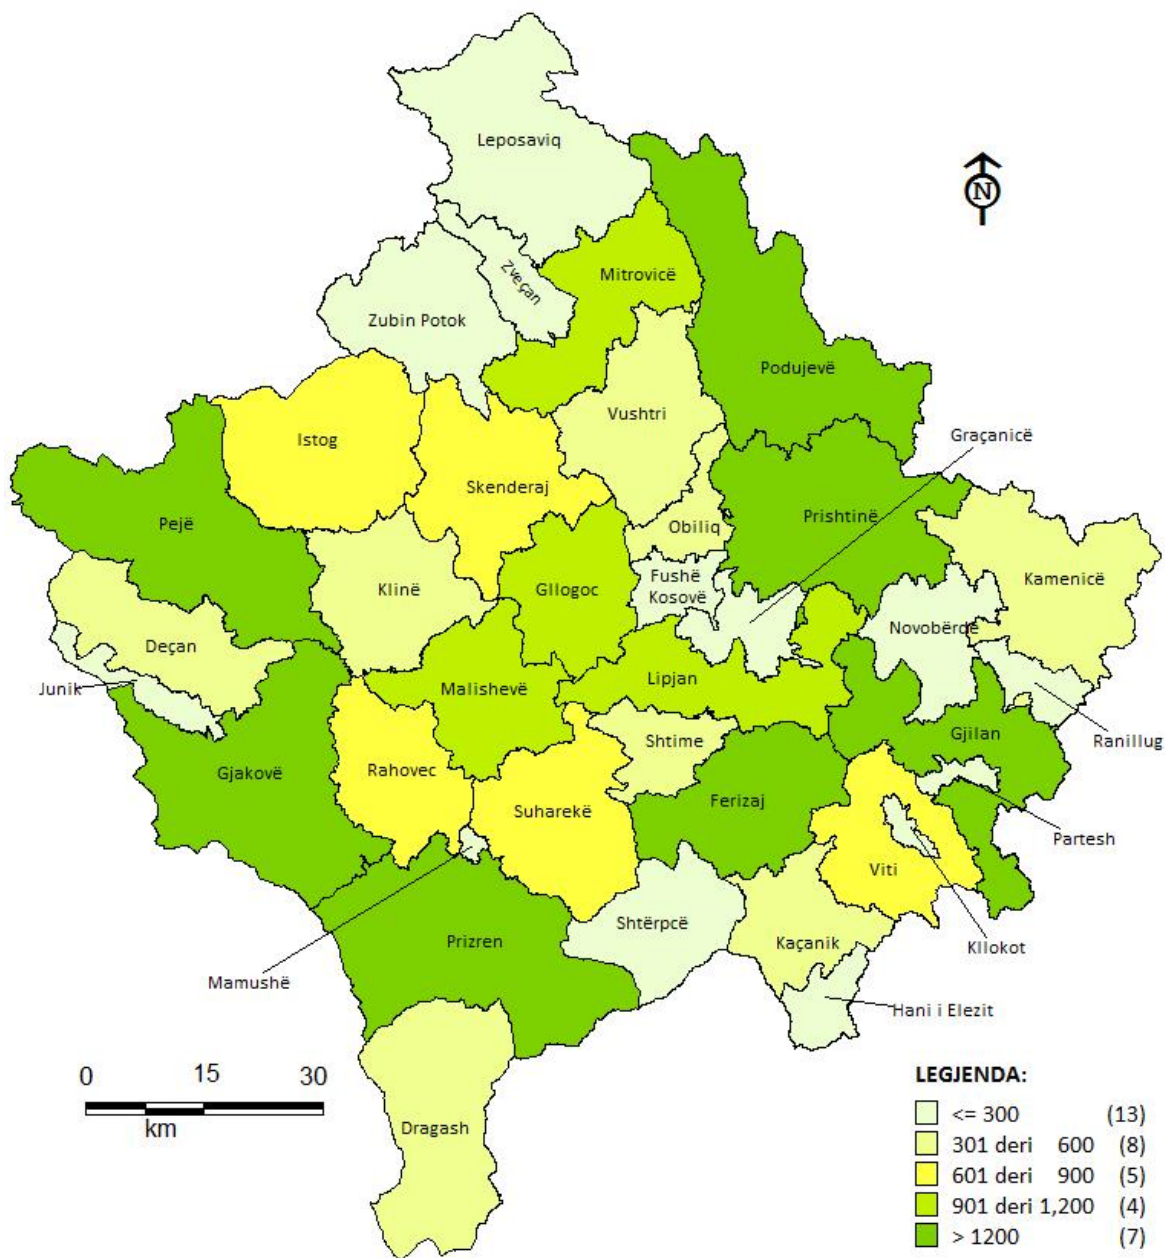 Leposaviq
N
Zveçan
Mitrovicë
Zubin Potok
Podujevë
Vushtri
Istog
Graçanicë
Skenderaj
Pejë
Prishtinë
Obiliq
Fushë
Kosovë
Klinë
Gllogoc
Kamenicë
Novobërdë
Deçan
Junik
Malishevë
Lipjan
Shtime
Gjilan
Ranillug
Gjakovë
Rahovec
Suharekë
Ferizaj
Partesh
Viti
Shtërpcë
Prizren
Kaçanik
Kllokot
Mamushë
Hani i Elezit
0 15 30
km
Dragash
LEGJENDA:
<= 300 (13)
301 deri 600 (8)
601 deri 900 (5)
901 deri 1,200 (4)
> 1200 (7)